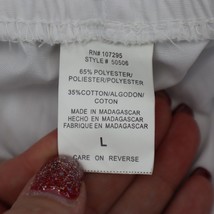 RN# 107295
STYLE # 50506
65% POLYESTER/
POLIESTER/POLYESTER
35%COTTON/ALGODON/
COTON
MADE IN MADAGASCAR
HECHO EN MADAGASCAR
FABRIQUE EN MADAGASCAR
L
CARE ON REVERSE